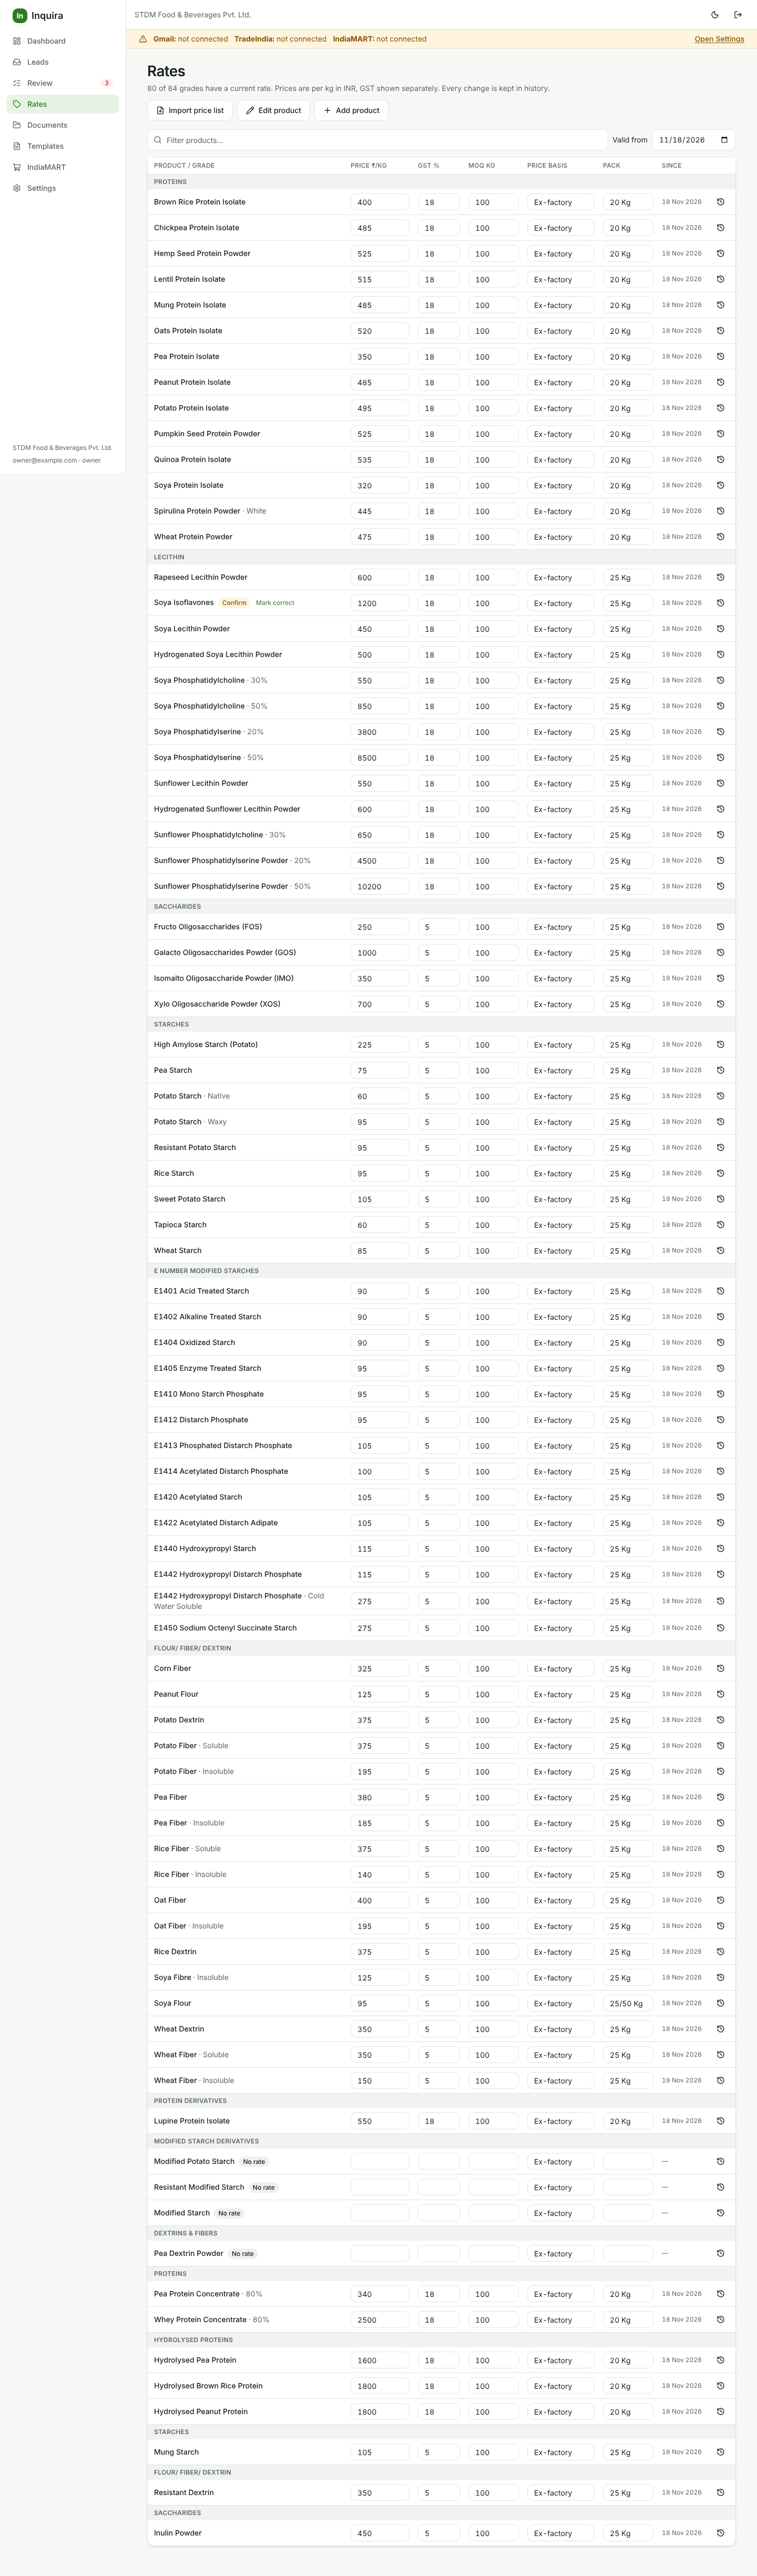 In Inquira
Dashboard
Leads
Review 3
Rates
Documents
Templates
IndiaMART
Settings
STDM Food & Beverages Pvt. Ltd.
owner@example.com · owner
STDM Food & Beverages Pvt. Ltd.
Gmail: not connected TradeIndia: not connected IndiaMART: not connected Open Settings
Rates
80 of 84 grades have a current rate. Prices are per kg in INR, GST shown separately. Every change is kept in history.
Import price list Edit product Add product
Filter products... Valid from 11/18/2026
PRODUCT / GRADE PRICE ₹/KG GST % MOQ KG PRICE BASIS PACK SINCE
PROTEINS
Brown Rice Protein Isolate 400 18 100 Ex-factory 20 Kg 18 Nov 2026
Chickpea Protein Isolate 485 18 100 Ex-factory 20 Kg 18 Nov 2026
Hemp Seed Protein Powder 525 18 100 Ex-factory 20 Kg 18 Nov 2026
Lentil Protein Isolate 515 18 100 Ex-factory 20 Kg 18 Nov 2026
Mung Protein Isolate 485 18 100 Ex-factory 20 Kg 18 Nov 2026
Oats Protein Isolate 520 18 100 Ex-factory 20 Kg 18 Nov 2026
Pea Protein Isolate 350 18 100 Ex-factory 20 Kg 18 Nov 2026
Peanut Protein Isolate 485 18 100 Ex-factory 20 Kg 18 Nov 2026
Potato Protein Isolate 495 18 100 Ex-factory 20 Kg 18 Nov 2026
Pumpkin Seed Protein Powder 525 18 100 Ex-factory 20 Kg 18 Nov 2026
Quinoa Protein Isolate 535 18 100 Ex-factory 20 Kg 18 Nov 2026
Soya Protein Isolate 320 18 100 Ex-factory 20 Kg 18 Nov 2026
Spirulina Protein Powder · White 445 18 100 Ex-factory 20 Kg 18 Nov 2026
Wheat Protein Powder 475 18 100 Ex-factory 20 Kg 18 Nov 2026
LECITHIN
Rapeseed Lecithin Powder 600 18 100 Ex-factory 25 Kg 18 Nov 2026
Soya Isoflavones Confirm Mark correct 1200 18 100 Ex-factory 25 Kg 18 Nov 2026
Soya Lecithin Powder 450 18 100 Ex-factory 25 Kg 18 Nov 2026
Hydrogenated Soya Lecithin Powder 500 18 100 Ex-factory 25 Kg 18 Nov 2026
Soya Phosphatidylcholine · 30% 550 18 100 Ex-factory 25 Kg 18 Nov 2026
Soya Phosphatidylcholine · 50% 850 18 100 Ex-factory 25 Kg 18 Nov 2026
Soya Phosphatidylserine · 20% 3800 18 100 Ex-factory 25 Kg 18 Nov 2026
Soya Phosphatidylserine · 50% 8500 18 100 Ex-factory 25 Kg 18 Nov 2026
Sunflower Lecithin Powder 550 18 100 Ex-factory 25 Kg 18 Nov 2026
Hydrogenated Sunflower Lecithin Powder 600 18 100 Ex-factory 25 Kg 18 Nov 2026
Sunflower Phosphatidylcholine · 30% 650 18 100 Ex-factory 25 Kg 18 Nov 2026
Sunflower Phosphatidylserine Powder · 20% 4500 18 100 Ex-factory 25 Kg 18 Nov 2026
Sunflower Phosphatidylserine Powder · 50% 10200 18 100 Ex-factory 25 Kg 18 Nov 2026
SACCHARIDES
Fructo Oligosaccharides (FOS) 250 5 100 Ex-factory 25 Kg 18 Nov 2026
Galacto Oligosaccharides Powder (GOS) 1000 5 100 Ex-factory 25 Kg 18 Nov 2026
Isomalto Oligosaccharide Powder (IMO) 350 5 100 Ex-factory 25 Kg 18 Nov 2026
Xylo Oligosaccharide Powder (XOS) 700 5 100 Ex-factory 25 Kg 18 Nov 2026
STARCHES
High Amylose Starch (Potato) 225 5 100 Ex-factory 25 Kg 18 Nov 2026
Pea Starch 75 5 100 Ex-factory 25 Kg 18 Nov 2026
Potato Starch · Native 60 5 100 Ex-factory 25 Kg 18 Nov 2026
Potato Starch · Waxy 95 5 100 Ex-factory 25 Kg 18 Nov 2026
Resistant Potato Starch 95 5 100 Ex-factory 25 Kg 18 Nov 2026
Rice Starch 95 5 100 Ex-factory 25 Kg 18 Nov 2026
Sweet Potato Starch 105 5 100 Ex-factory 25 Kg 18 Nov 2026
Tapioca Starch 60 5 100 Ex-factory 25 Kg 18 Nov 2026
Wheat Starch 85 5 100 Ex-factory 25 Kg 18 Nov 2026
E NUMBER MODIFIED STARCHES
E1401 Acid Treated Starch 90 5 100 Ex-factory 25 Kg 18 Nov 2026
E1402 Alkaline Treated Starch 90 5 100 Ex-factory 25 Kg 18 Nov 2026
E1404 Oxidized Starch 90 5 100 Ex-factory 25 Kg 18 Nov 2026
E1405 Enzyme Treated Starch 95 5 100 Ex-factory 25 Kg 18 Nov 2026
E1410 Mono Starch Phosphate 95 5 100 Ex-factory 25 Kg 18 Nov 2026
E1412 Distarch Phosphate 95 5 100 Ex-factory 25 Kg 18 Nov 2026
E1413 Phosphated Distarch Phosphate 105 5 100 Ex-factory 25 Kg 18 Nov 2026
E1414 Acetylated Distarch Phosphate 100 5 100 Ex-factory 25 Kg 18 Nov 2026
E1420 Acetylated Starch 105 5 100 Ex-factory 25 Kg 18 Nov 2026
E1422 Acetylated Distarch Adipate 105 5 100 Ex-factory 25 Kg 18 Nov 2026
E1440 Hydroxypropyl Starch 115 5 100 Ex-factory 25 Kg 18 Nov 2026
E1442 Hydroxypropyl Distarch Phosphate 115 5 100 Ex-factory 25 Kg 18 Nov 2026
E1442 Hydroxypropyl Distarch Phosphate · Cold
Water Soluble 275 5 100 Ex-factory 25 Kg 18 Nov 2026
E1450 Sodium Octenyl Succinate Starch 275 5 100 Ex-factory 25 Kg 18 Nov 2026
FLOUR/ FIBER/ DEXTRIN
Corn Fiber 325 5 100 Ex-factory 25 Kg 18 Nov 2026
Peanut Flour 125 5 100 Ex-factory 25 Kg 18 Nov 2026
Potato Dextrin 375 5 100 Ex-factory 25 Kg 18 Nov 2026
Potato Fiber · Soluble 375 5 100 Ex-factory 25 Kg 18 Nov 2026
Potato Fiber · Insoluble 195 5 100 Ex-factory 25 Kg 18 Nov 2026
Pea Fiber 380 5 100 Ex-factory 25 Kg 18 Nov 2026
Pea Fiber · Insoluble 185 5 100 Ex-factory 25 Kg 18 Nov 2026
Rice Fiber · Soluble 375 5 100 Ex-factory 25 Kg 18 Nov 2026
Rice Fiber · Insoluble 140 5 100 Ex-factory 25 Kg 18 Nov 2026
Oat Fiber 400 5 100 Ex-factory 25 Kg 18 Nov 2026
Oat Fiber · Insoluble 195 5 100 Ex-factory 25 Kg 18 Nov 2026
Rice Dextrin 375 5 100 Ex-factory 25 Kg 18 Nov 2026
Soya Fibre · Insoluble 125 5 100 Ex-factory 25 Kg 18 Nov 2026
Soya Flour 95 5 100 Ex-factory 25/50 Kg 18 Nov 2026
Wheat Dextrin 350 5 100 Ex-factory 25 Kg 18 Nov 2026
Wheat Fiber · Soluble 350 5 100 Ex-factory 25 Kg 18 Nov 2026
Wheat Fiber · Insoluble 150 5 100 Ex-factory 25 Kg 18 Nov 2026
PROTEIN DERIVATIVES
Lupine Protein Isolate 550 18 100 Ex-factory 20 Kg 18 Nov 2026
MODIFIED STARCH DERIVATIVES
Modified Potato Starch No rate Ex-factory —
Resistant Modified Starch No rate Ex-factory —
Modified Starch No rate Ex-factory —
DEXTRINS & FIBERS
Pea Dextrin Powder No rate Ex-factory —
PROTEINS
Pea Protein Concentrate · 80% 340 18 100 Ex-factory 20 Kg 18 Nov 2026
Whey Protein Concentrate · 80% 2500 18 100 Ex-factory 20 Kg 18 Nov 2026
HYDROLYSED PROTEINS
Hydrolysed Pea Protein 1600 18 100 Ex-factory 20 Kg 18 Nov 2026
Hydrolysed Brown Rice Protein 1800 18 100 Ex-factory 20 Kg 18 Nov 2026
Hydrolysed Peanut Protein 1800 18 100 Ex-factory 20 Kg 18 Nov 2026
STARCHES
Mung Starch 105 5 100 Ex-factory 25 Kg 18 Nov 2026
FLOUR/ FIBER/ DEXTRIN
Resistant Dextrin 350 5 100 Ex-factory 25 Kg 18 Nov 2026
SACCHARIDES
Inulin Powder 450 5 100 Ex-factory 25 Kg 18 Nov 2026